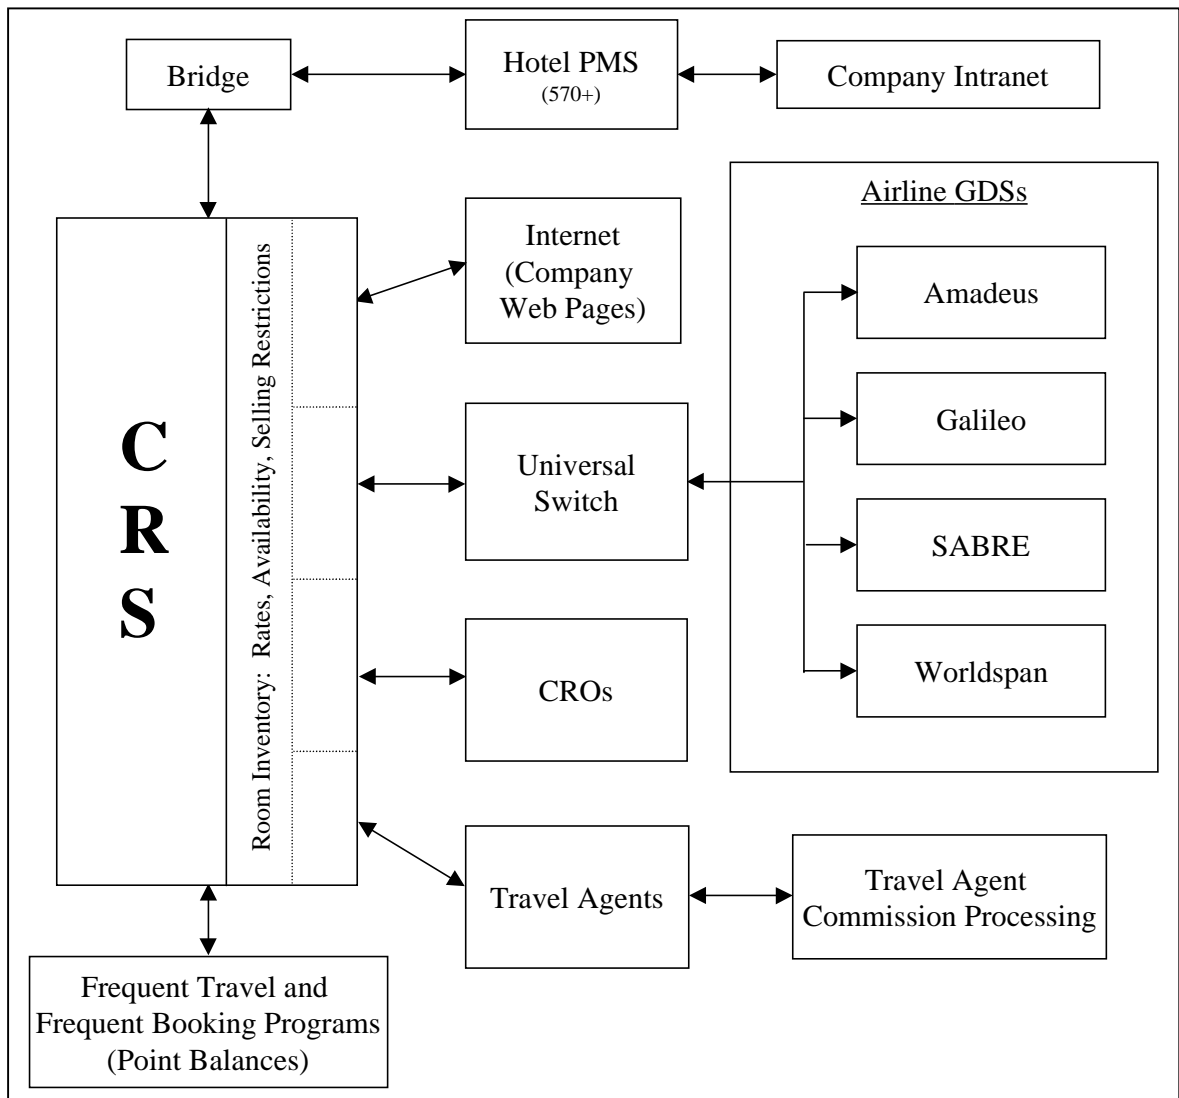 Bridge
Hotel PMS
(570+)
Company Intranet
Airline GDSs
Internet
(Company
Web Pages)
Amadeus
Galileo
Universal
Switch
SABRE
Worldspan
C
R
S
Room Inventory: Rates, Availability, Selling Restrictions
CROs
Travel Agents
Travel Agent
Commission Processing
Frequent Travel and
Frequent Booking Programs
(Point Balances)